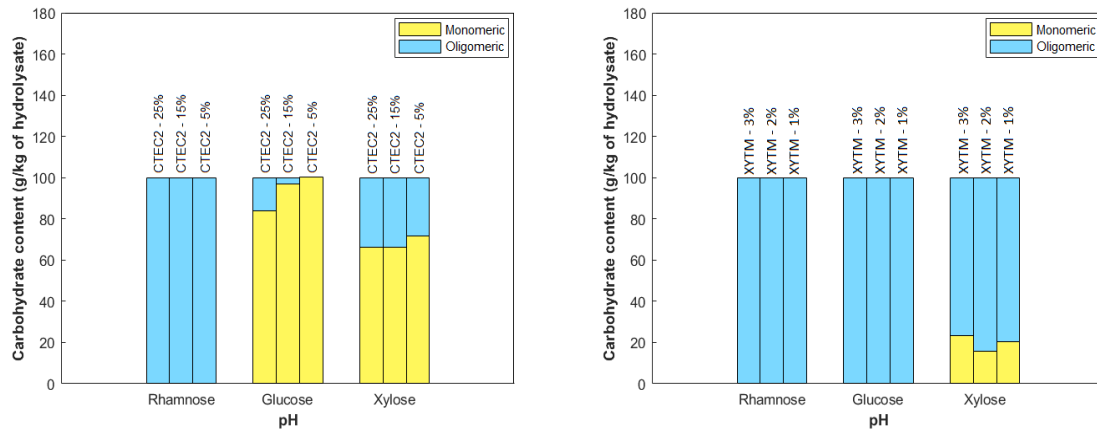 Carbohydrate content (g/kg of hydrolysate)
180
160
140
120
100
80
60
40
20
0
Monomeric
Oligomeric
CTEC2 - 25%
CTEC2 - 15%
CTEC2 - 5%
CTEC2 - 25%
CTEC2 - 15%
CTEC2 - 5%
CTEC2 - 25%
CTEC2 - 15%
CTEC2 - 5%
Rhamnose Glucose Xylose
pH
Carbohydrate content (g/kg of hydrolysate)
180
160
140
120
100
80
60
40
20
0
Monomeric
Oligomeric
XYTM - 3%
XYTM - 2%
XYTM - 1%
XYTM - 3%
XYTM - 2%
XYTM - 1%
XYTM - 3%
XYTM - 2%
XYTM - 1%
Rhamnose Glucose Xylose
pH